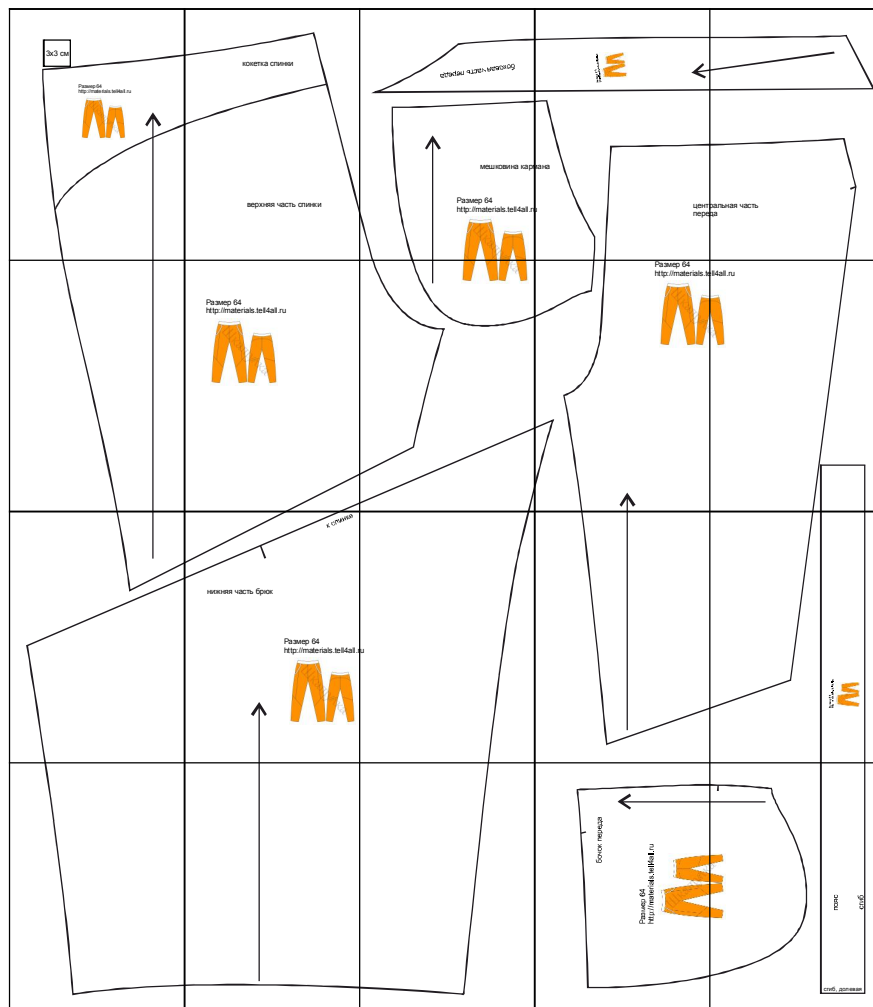 3х3 см
кокетка спинки
Размер 64
http://materials.tell4all.ru
боковая часть переда
мешковина кармана
Размер 64
http://materials.tell4all.ru
верхняя часть спинки
центральная часть
переда
Размер 64
http://materials.tell4all.ru
Размер 64
http://materials.tell4all.ru
к спинке
нижняя часть брюк
Размер 64
http://materials.tell4all.ru
бочок переда
Размер 64
http://materials.tell4all.ru
пояс
сгиб
сгиб, долевая